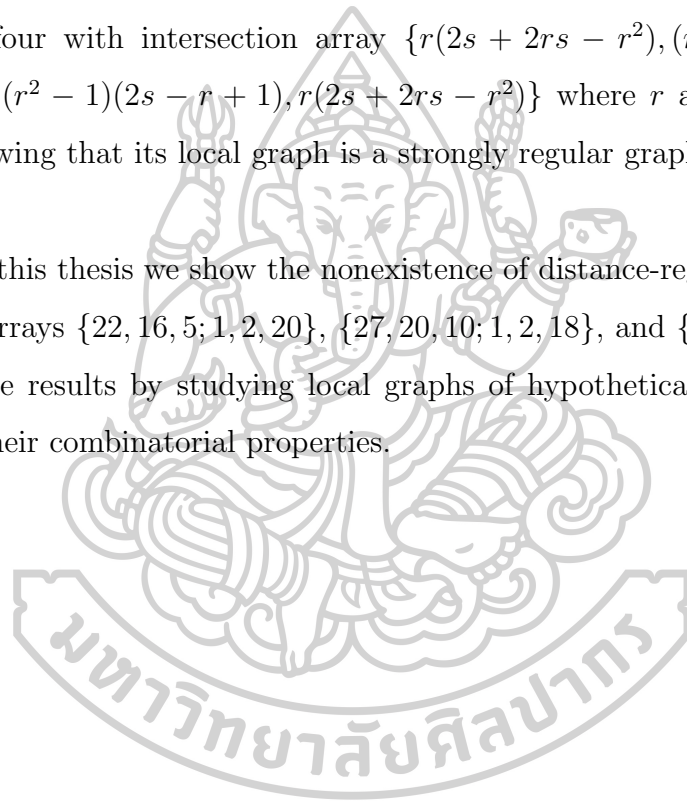 four with intersection array {r(2s + 2rs − r²), (
(r² − 1)(2s − r + 1), r(2s + 2rs − r²)} where r a
wing that its local graph is a strongly regular graph
this thesis we show the nonexistence of distance-re
rrays {22, 16, 5; 1, 2, 20}, {27, 20, 10; 1, 2, 18}, and {
e results by studying local graphs of hypothetica
heir combinatorial properties.
มหาวิทยาลัยศิลปากร